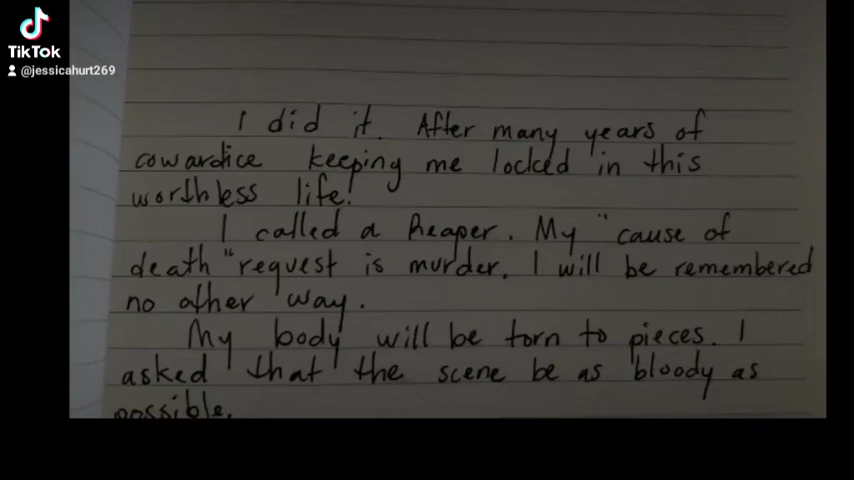 TikTok
@jessicahurt269
I did it. After many years of
cowardice keeping me locked in this
worthless life!
I called a Reaper. My "cause of
death" request is murder. I will be remembered
no other way.
My body will be torn to pieces. I
asked that the scene be as bloody as
possible.